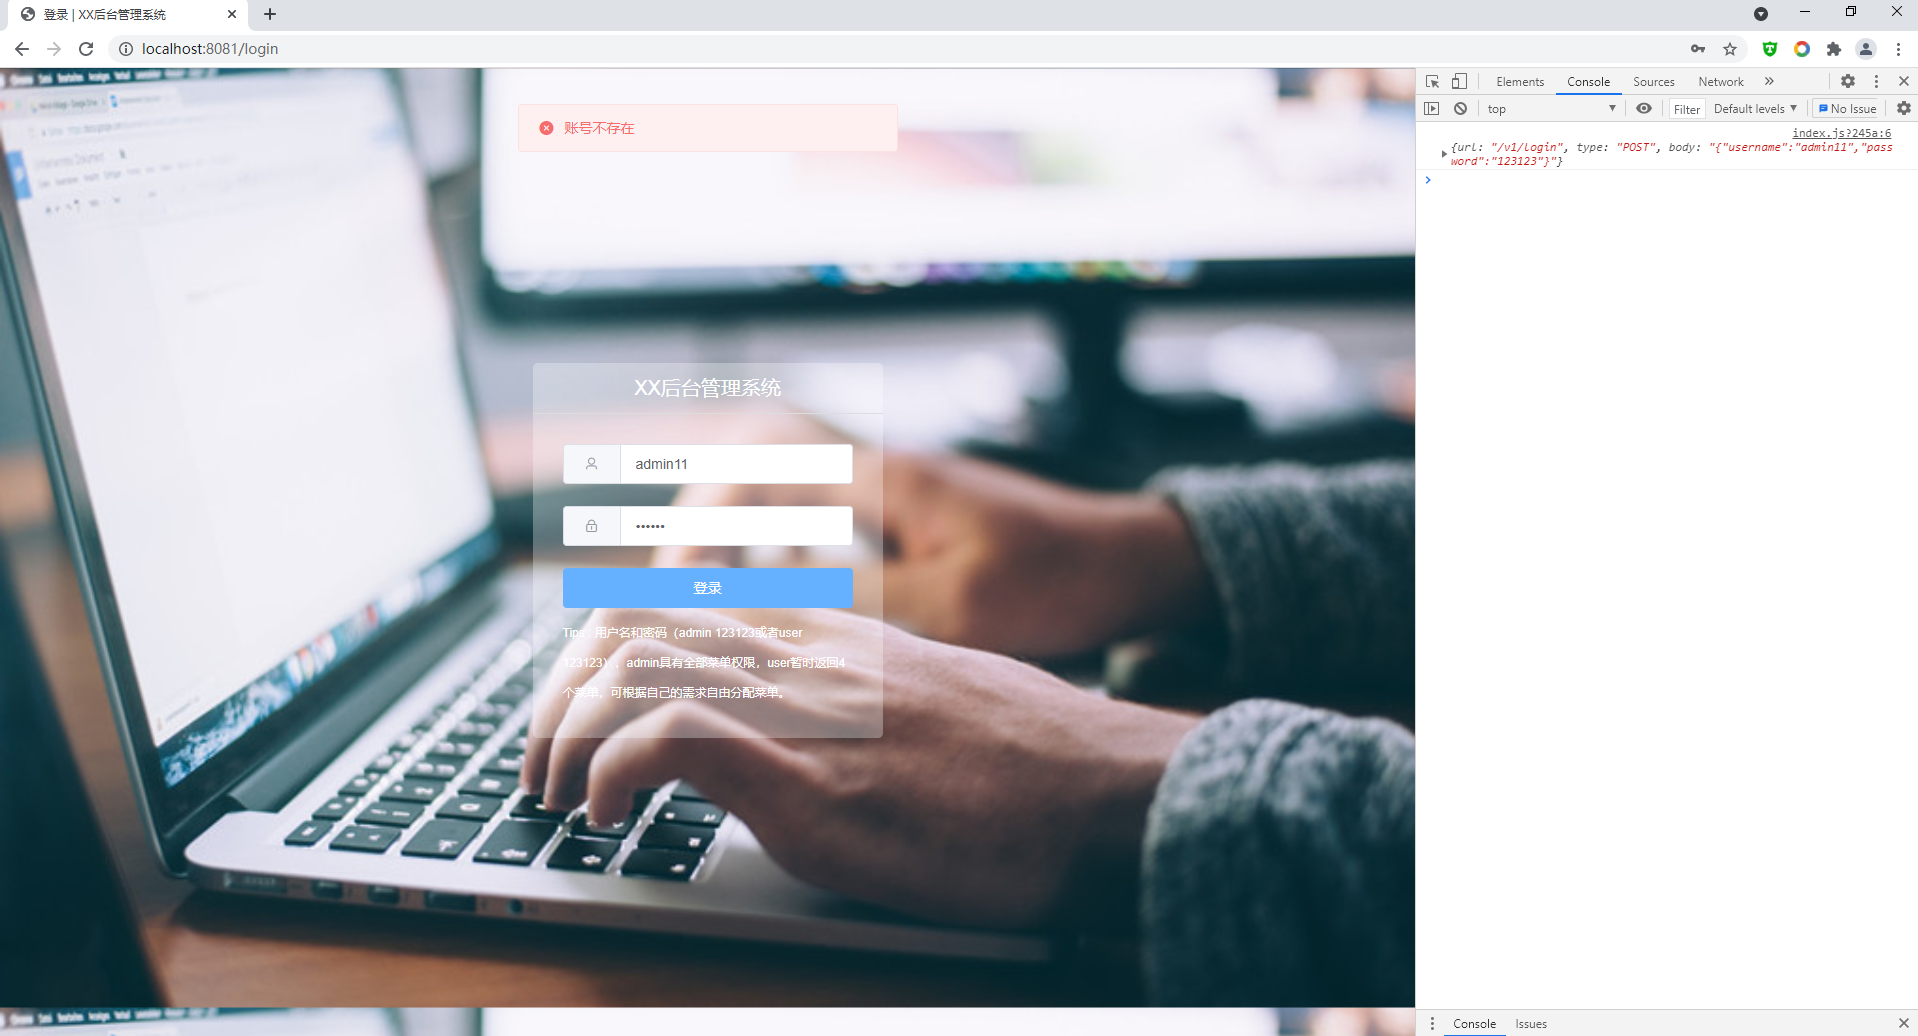 登录 | XX后台管理系统
localhost:8081/login
Elements
Console
Sources
Network
top
Filter
Default levels
No Issue
账号不存在
index.js?245a:6
{url: "/v1/login", type: "POST", body: "{"username":"admin11","pass
word":"123123"}"}
XX后台管理系统
admin11
••••••
登录
Tips : 用户名和密码（admin 123123或者user
123123）、admin具有全部菜单权限，user暂时返回4
个菜单。可根据自己的需求自由分配菜单。
Console
Issues